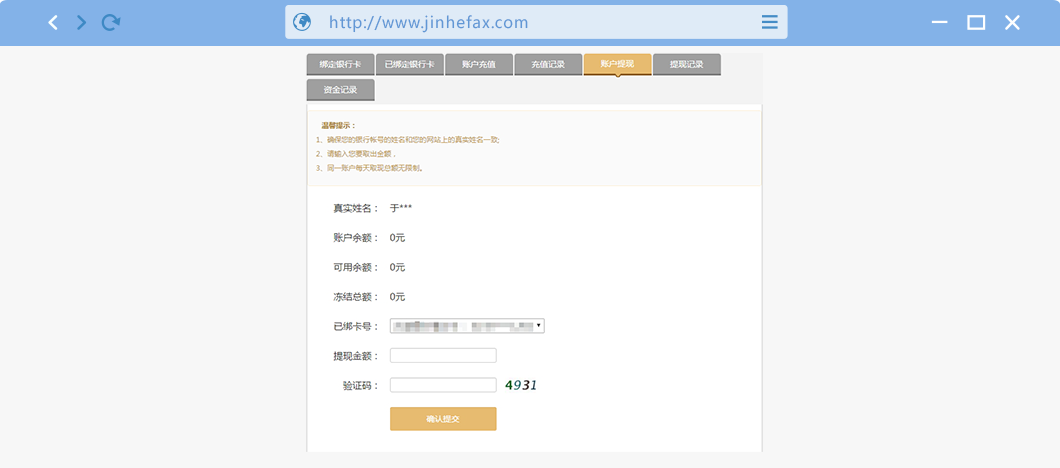 http://www.jinhefax.com
绑定银行卡 已绑定银行卡 账户充值 充值记录 账户提现 提现记录
资金记录
温馨提示：
1、确保您的银行帐号的姓名和您的网站上的真实姓名一致;
2、请输入您要取出金额，
3、同一账户每天取现总额无限制。
真实姓名： 于***
账户余额： 0元
可用余额： 0元
冻结总额： 0元
已绑卡号：
提现金额：
验证码： 4931
确认提交